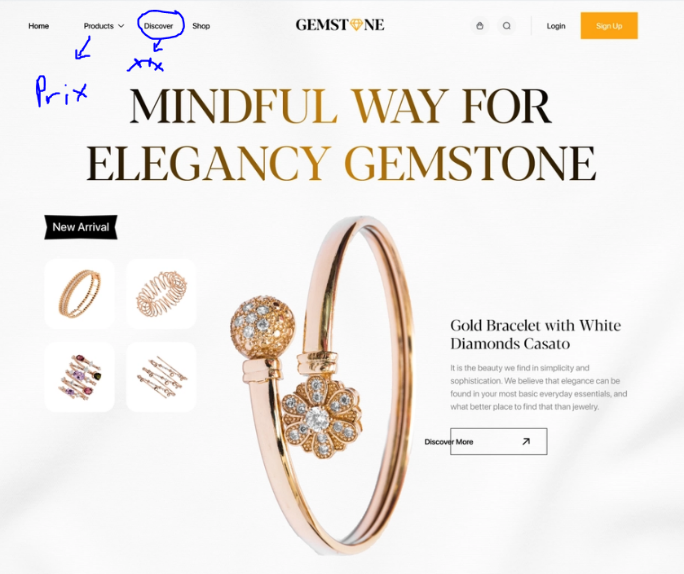 Home Products Discover Shop GEMSTONE Login Sign Up
Prix
MINDFUL WAY FOR
ELEGANCY GEMSTONE
New Arrival
Gold Bracelet with White
Diamonds Casato
It is the beauty we find in simplicity and
sophistication. We believe that elegance can be
found in your most basic everyday essentials, and
what better place to find that than jewelry.
Discover More